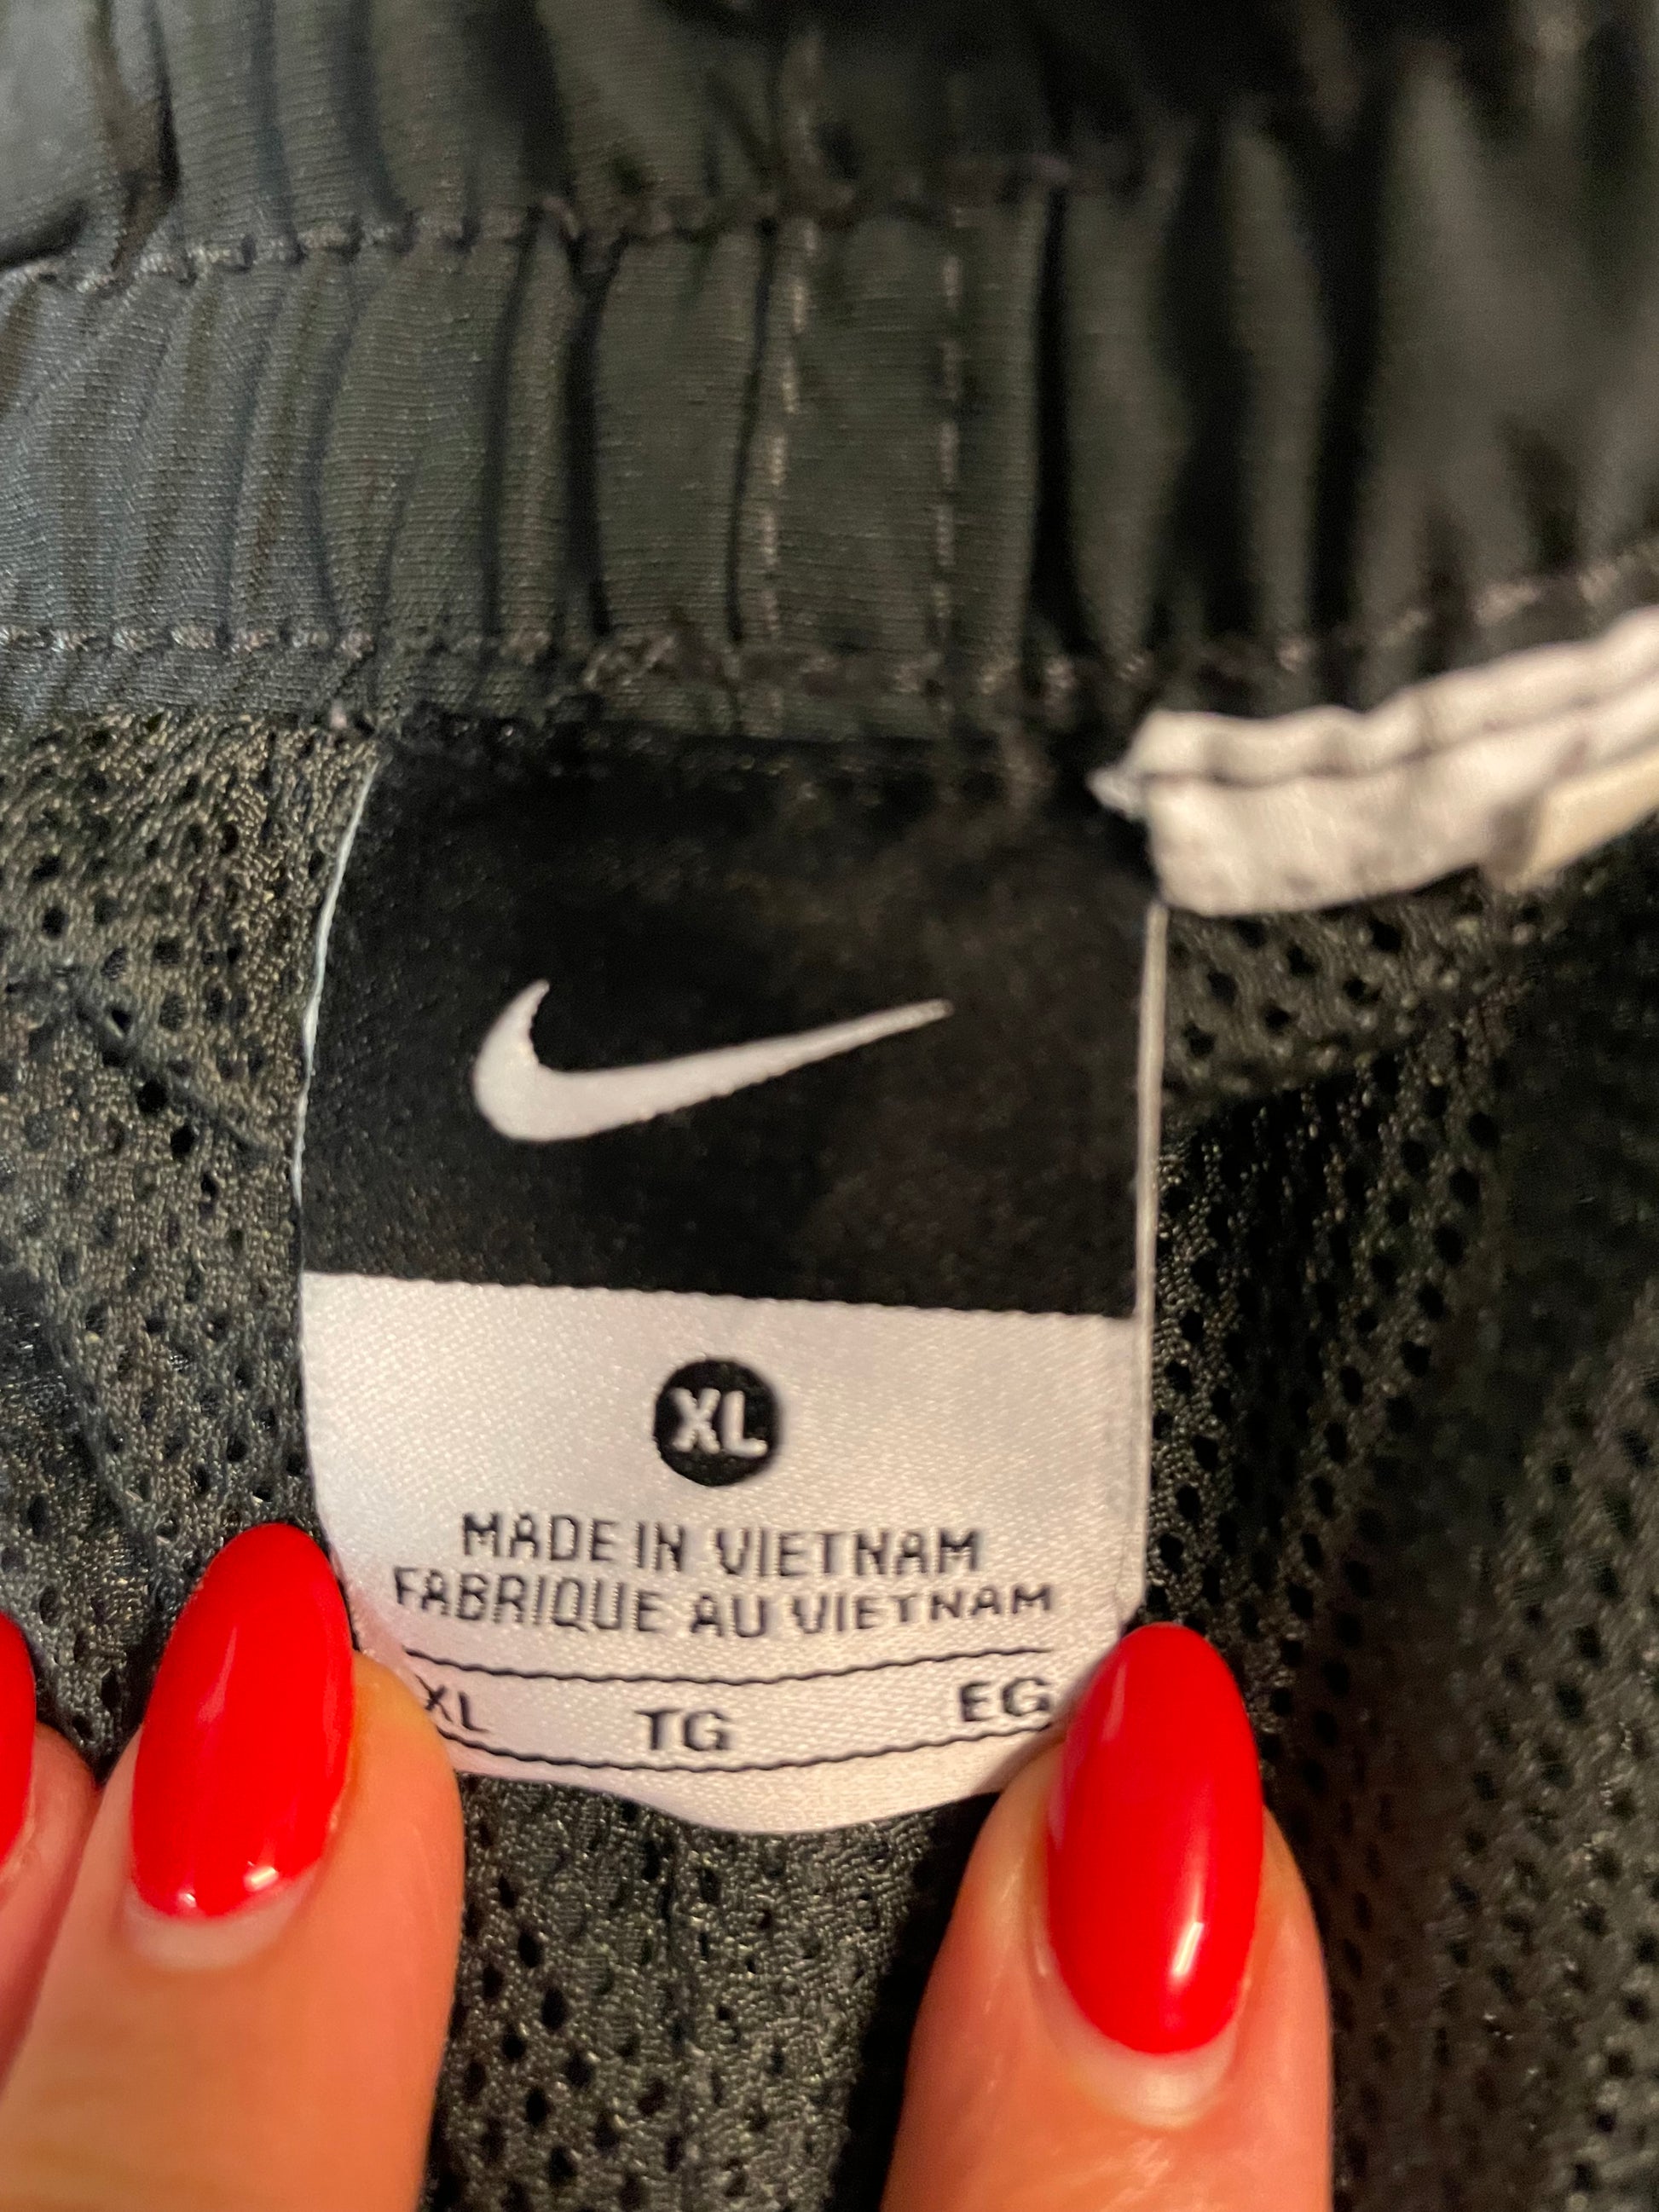 XL
MADE IN VIETNAM
FABRIQUE AU VIETNAM
XL TG EG